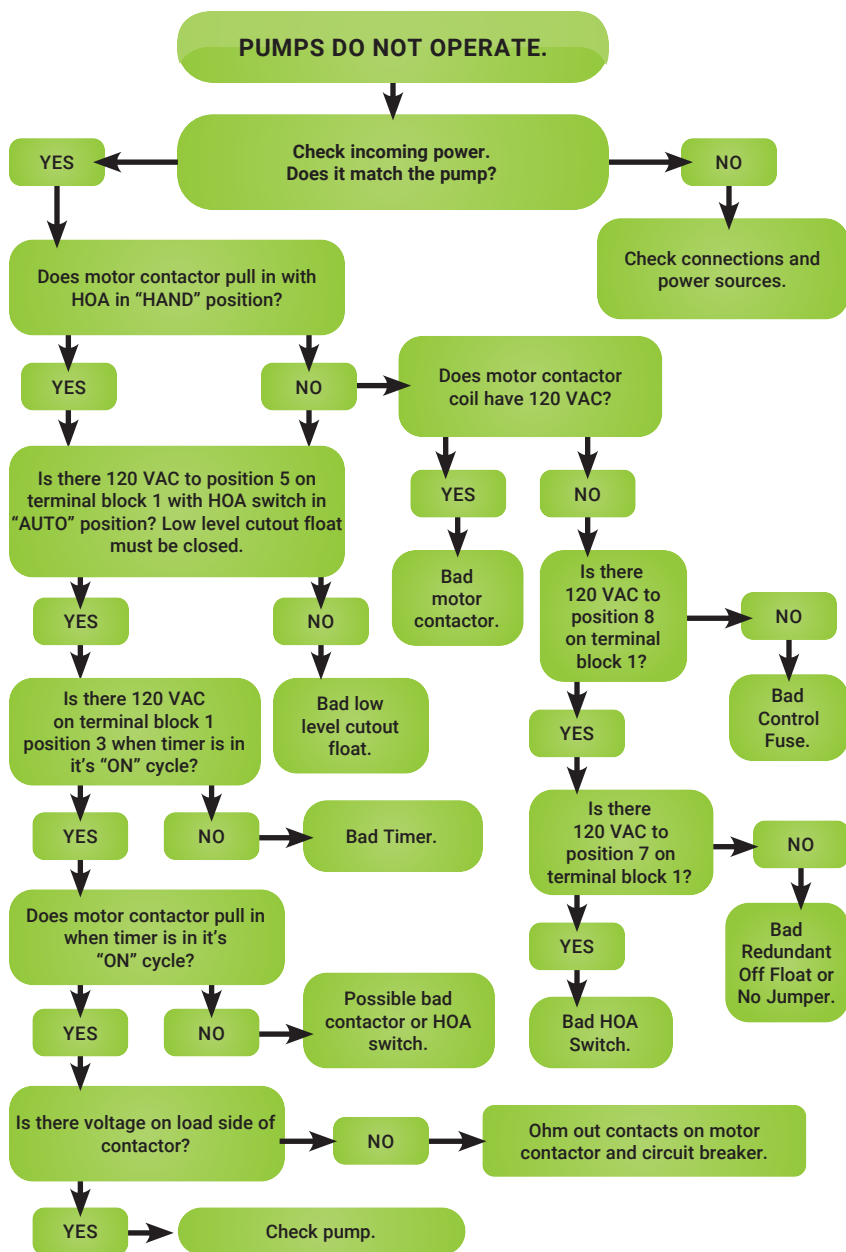 PUMPS DO NOT OPERATE.
Check incoming power.
Does it match the pump?
YES
NO
Check connections and
power sources.
Does motor contactor pull in with
HOA in “HAND” position?
YES
NO
Does motor contactor
coil have 120 VAC?
YES
NO
Is there 120 VAC to position 5 on
terminal block 1 with HOA switch in
“AUTO” position? Low level cutout float
must be closed.
Bad
motor
contactor.
Is there
120 VAC to
position 8
on terminal
block 1?
YES
NO
NO
Is there 120 VAC
on terminal block 1
position 3 when timer is in
it's “ON” cycle?
Bad low
level cutout
float.
Bad
Control
Fuse.
YES
YES
NO
Bad Timer.
Is there
120 VAC to
position 7 on
terminal block 1?
NO
Does motor contactor pull in
when timer is in it's
“ON” cycle?
YES
Bad
Redundant
Off Float or
No Jumper.
YES
NO
Possible bad
contactor or HOA
switch.
Bad HOA
Switch.
Is there voltage on load side of
contactor?
NO
Ohm out contacts on motor
contactor and circuit breaker.
YES
Check pump.